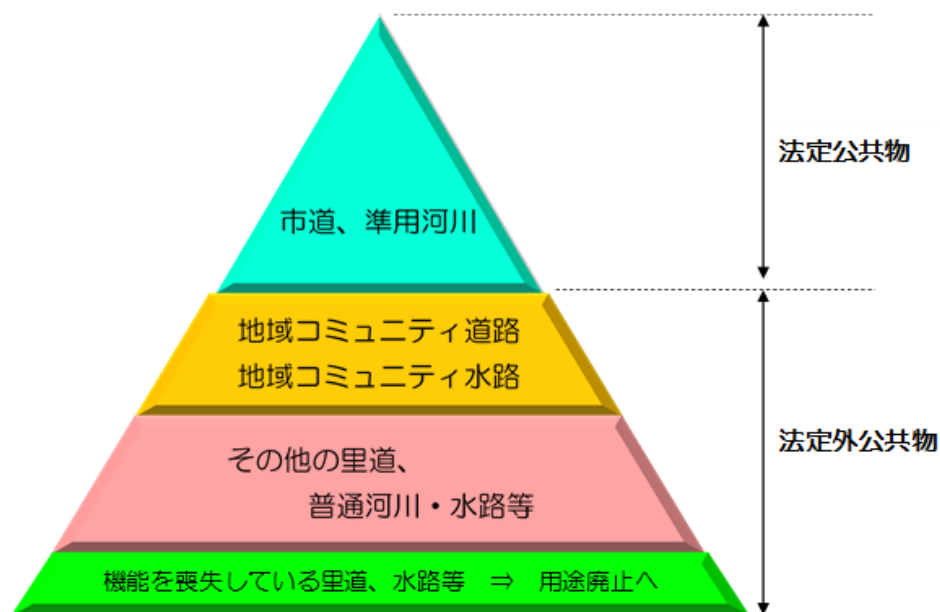 法定公共物
市道、準用河川
地域コミュニティ道路
地域コミュニティ水路
法定外公共物
その他の里道、
普通河川・水路等
機能を喪失している里道、水路等 ⇒ 用途廃止へ